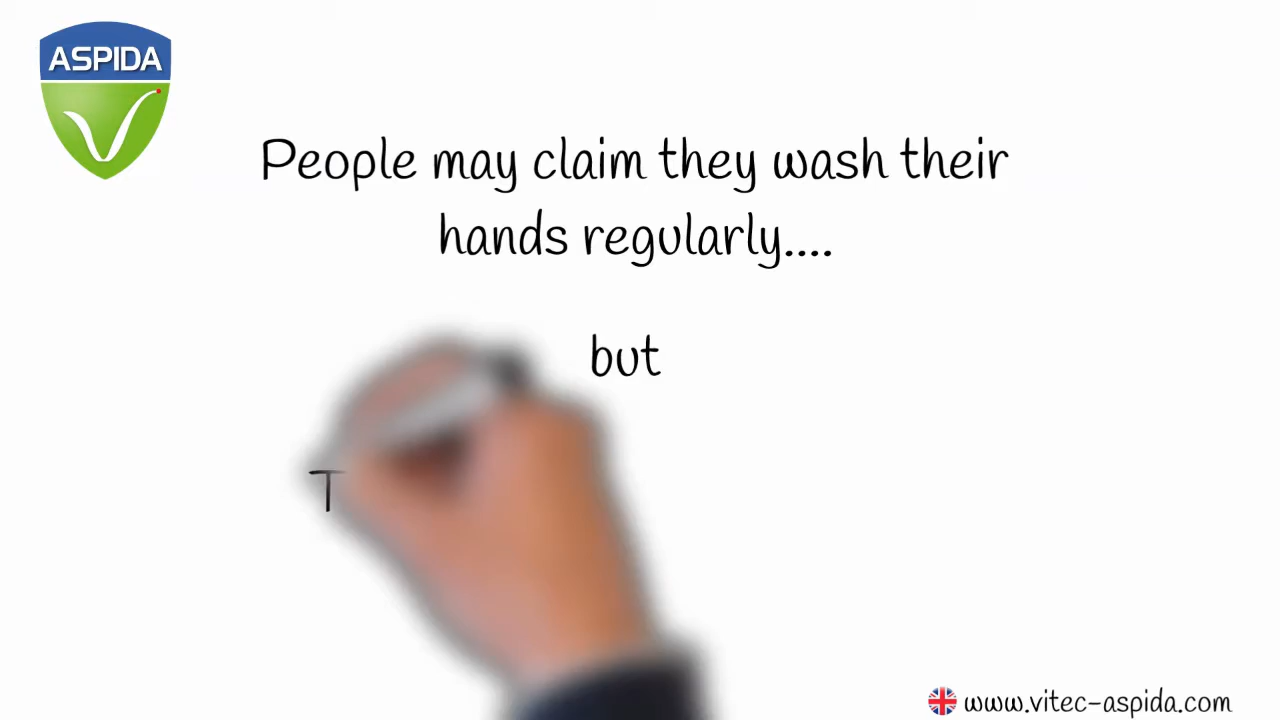 ASPIDA
People may claim they wash their
hands regularly....
but
T
www.vitec-aspida.com